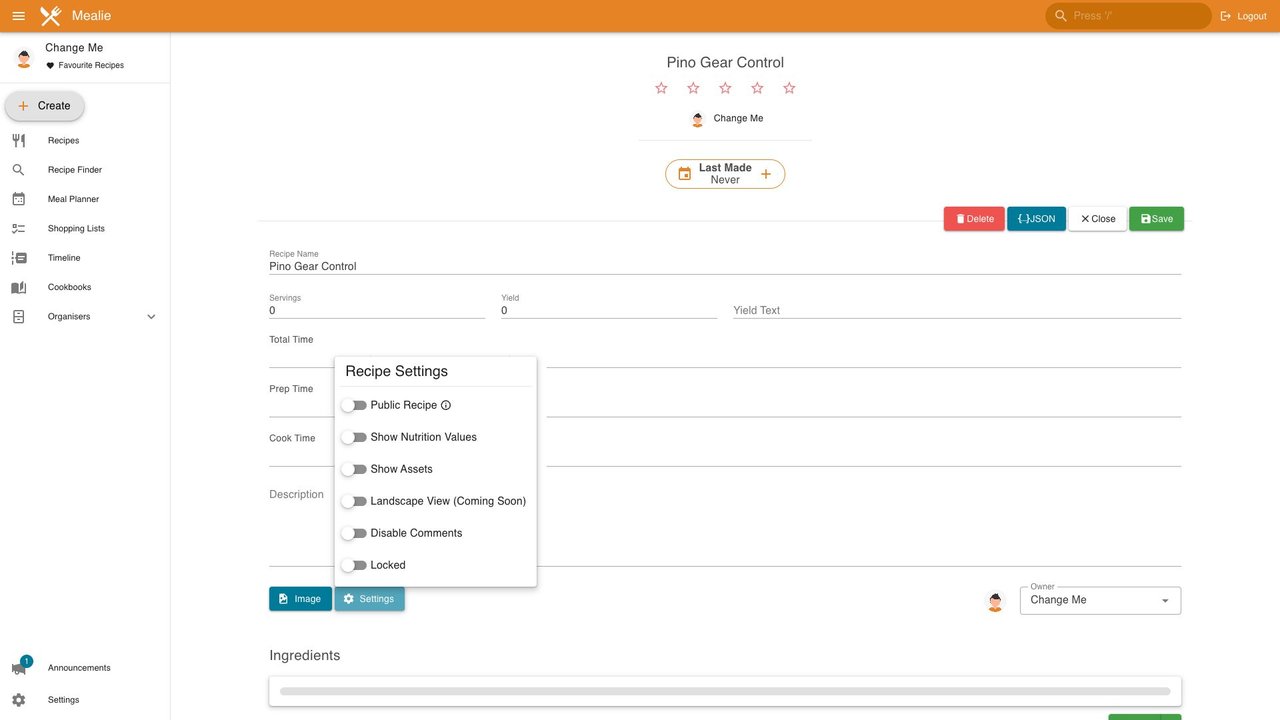 Mealie
Press '/'
Logout
Change Me
Favourite Recipes
Create
Recipes
Recipe Finder
Meal Planner
Shopping Lists
Timeline
Cookbooks
Organisers
1
Announcements
Settings
Pino Gear Control
Change Me
Last Made
Never
Delete
{..} JSON
Close
Save
Recipe Name
Pino Gear Control
Servings
0
Yield
0
Yield Text
Total Time
Prep Time
Cook Time
Description
Recipe Settings
Public Recipe
Show Nutrition Values
Show Assets
Landscape View (Coming Soon)
Disable Comments
Locked
Image
Settings
Owner
Change Me
Ingredients